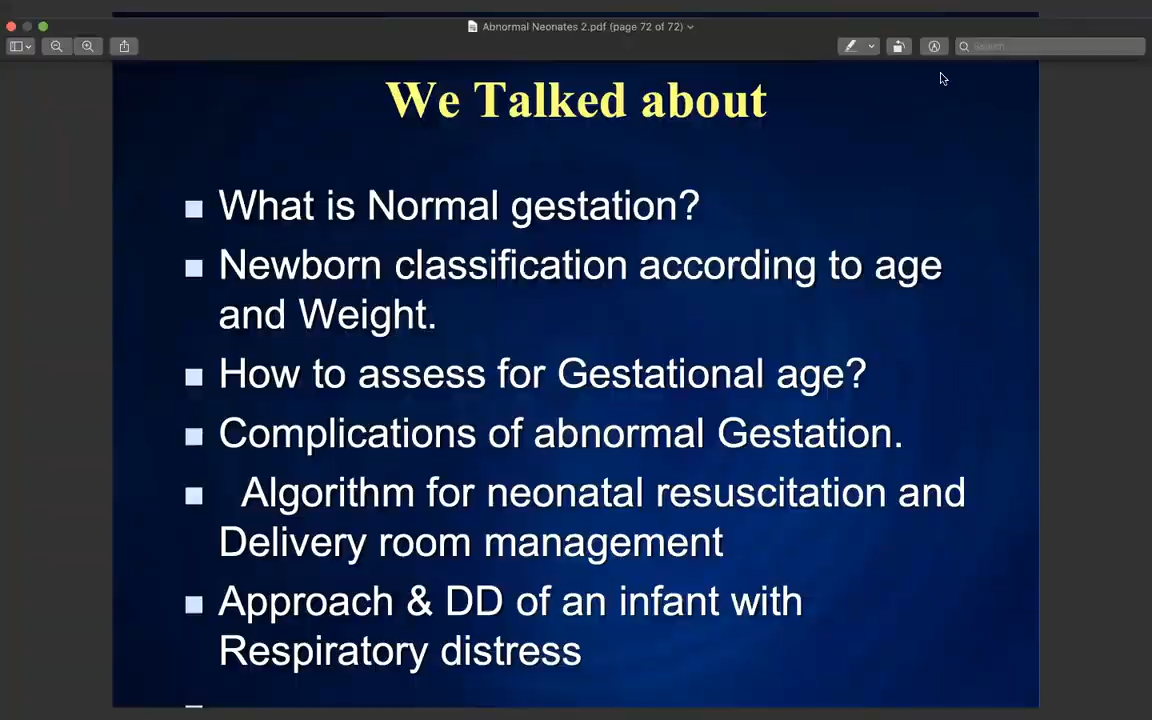 Abnormal Neonates 2.pdf (page 72 of 72)
Search
We Talked about
What is Normal gestation?
Newborn classification according to age
and Weight.
How to assess for Gestational age?
Complications of abnormal Gestation.
Algorithm for neonatal resuscitation and
Delivery room management
Approach & DD of an infant with
Respiratory distress